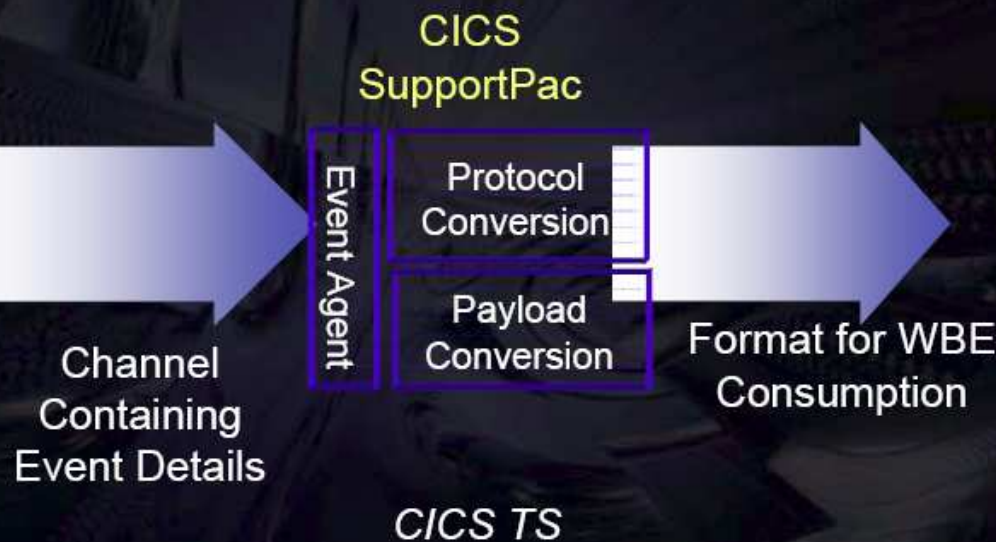 CICS
SupportPac
Event Agent
Protocol
Conversion
Payload
Conversion
Channel
Containing
Event Details
Format for WBE
Consumption
CICS TS